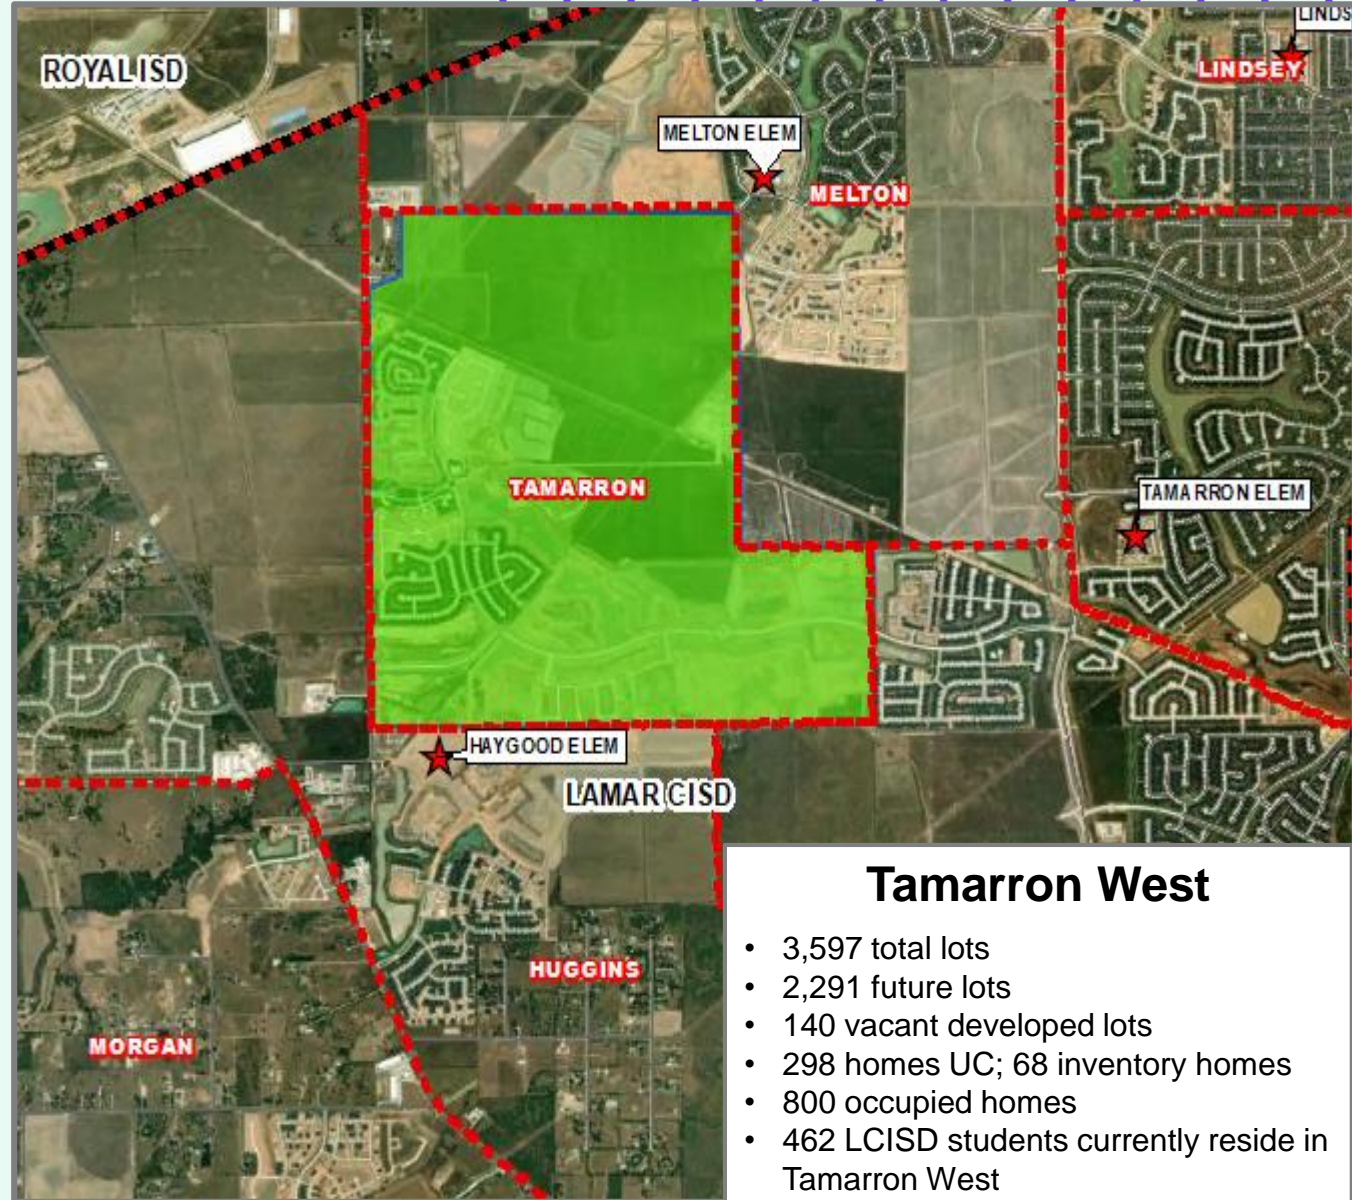 LINDS
ROYAL ISD
LINDSEY
MELTON ELEM
MELTON
TAMARRON
TAMARRON ELEM
HAYGOOD ELEM
LAMAR CISD
HUGGINS
MORGAN
Tamarron West
• 3,597 total lots
• 2,291 future lots
• 140 vacant developed lots
• 298 homes UC; 68 inventory homes
• 800 occupied homes
• 462 LCISD students currently reside in
Tamarron West